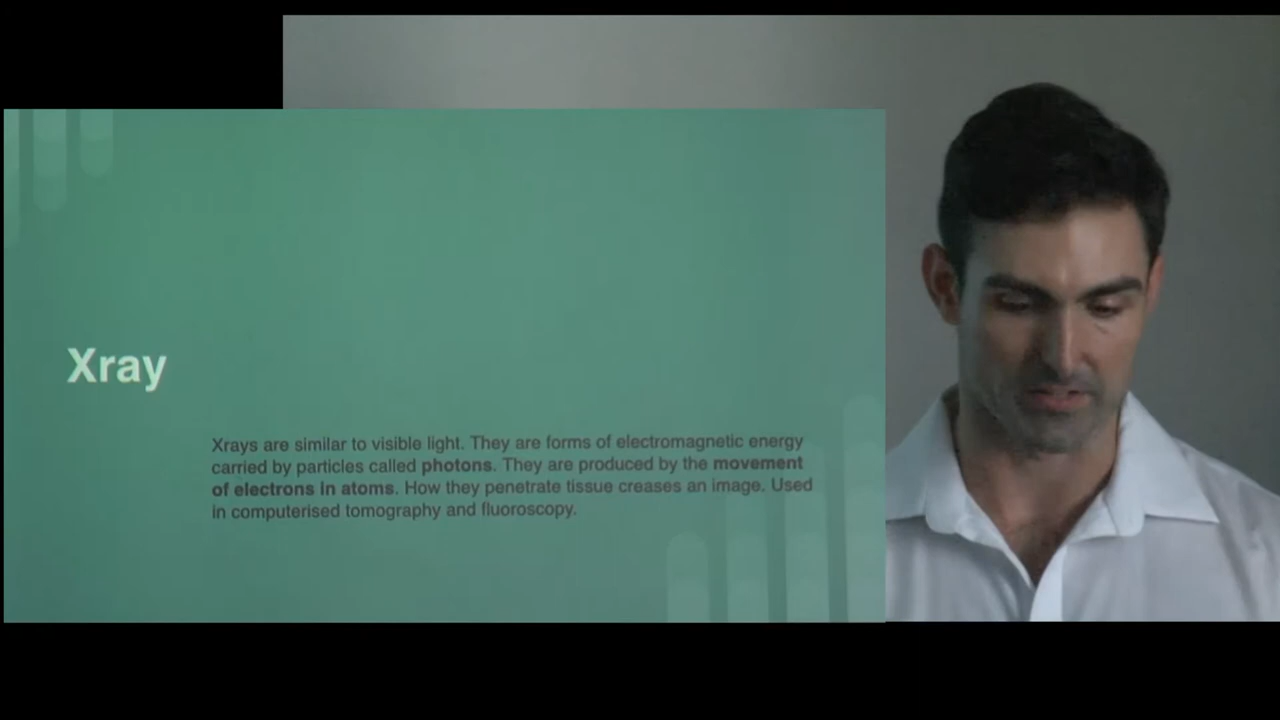 Xray
Xrays are similar to visible light. They are forms of electromagnetic energy
carried by particles called photons. They are produced by the movement
of electrons in atoms. How they penetrate tissue creases an image. Used
in computerised tomography and fluoroscopy.